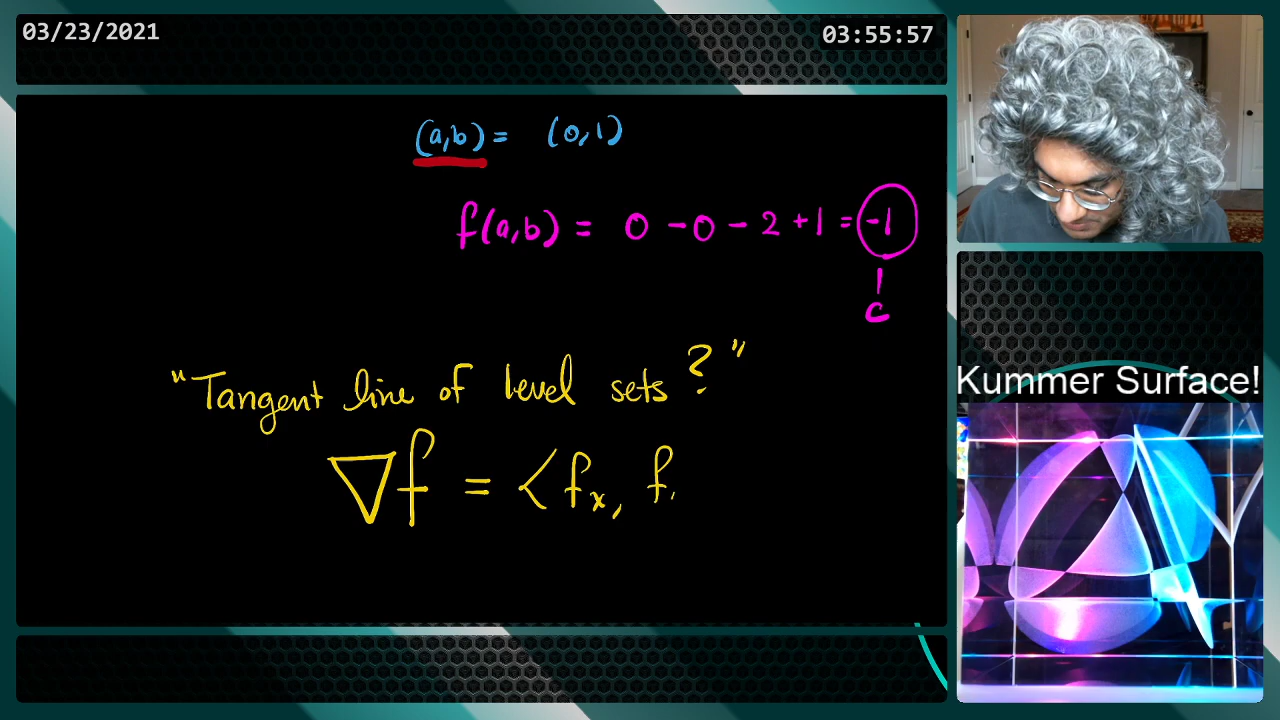 03/23/2021
03:55:57
(a,b) = (0,1)
f(a,b) = 0 - 0 - 2 + 1 = -1
c
"Tangent line of level sets?"
∇f = <f_x, f
Kummer Surface!